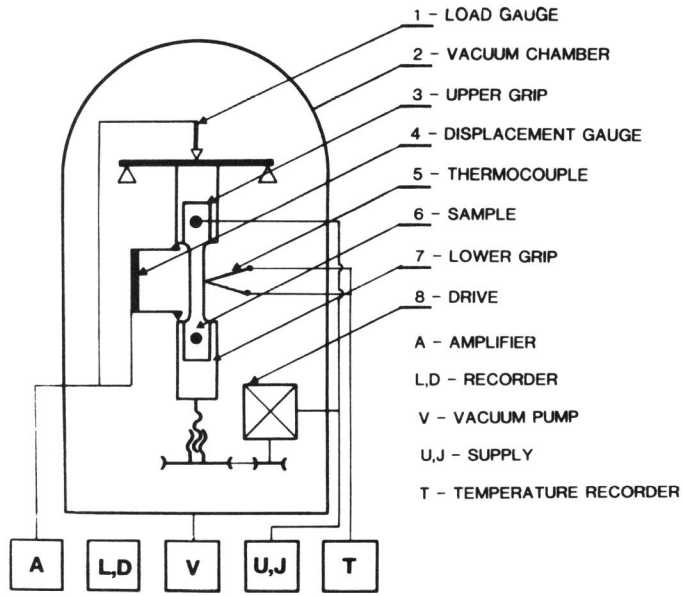 1 - LOAD GAUGE
2 - VACUUM CHAMBER
3 - UPPER GRIP
4 - DISPLACEMENT GAUGE
5 - THERMOCOUPLE
6 - SAMPLE
7 - LOWER GRIP
8 - DRIVE
A - AMPLIFIER
L,D - RECORDER
V - VACUUM PUMP
U,J - SUPPLY
T - TEMPERATURE RECORDER
A
L,D
V
U,J
T